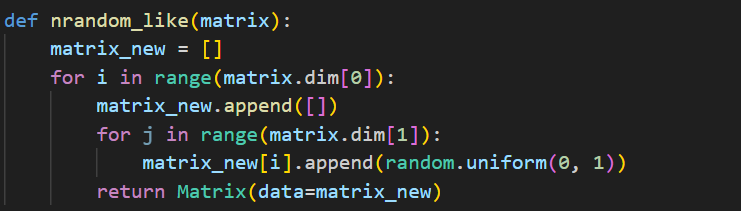 def nrandom_like(matrix):
    matrix_new = []
    for i in range(matrix.dim[0]):
        matrix_new.append([])
        for j in range(matrix.dim[1]):
            matrix_new[i].append(random.uniform(0, 1))
        return Matrix(data=matrix_new)